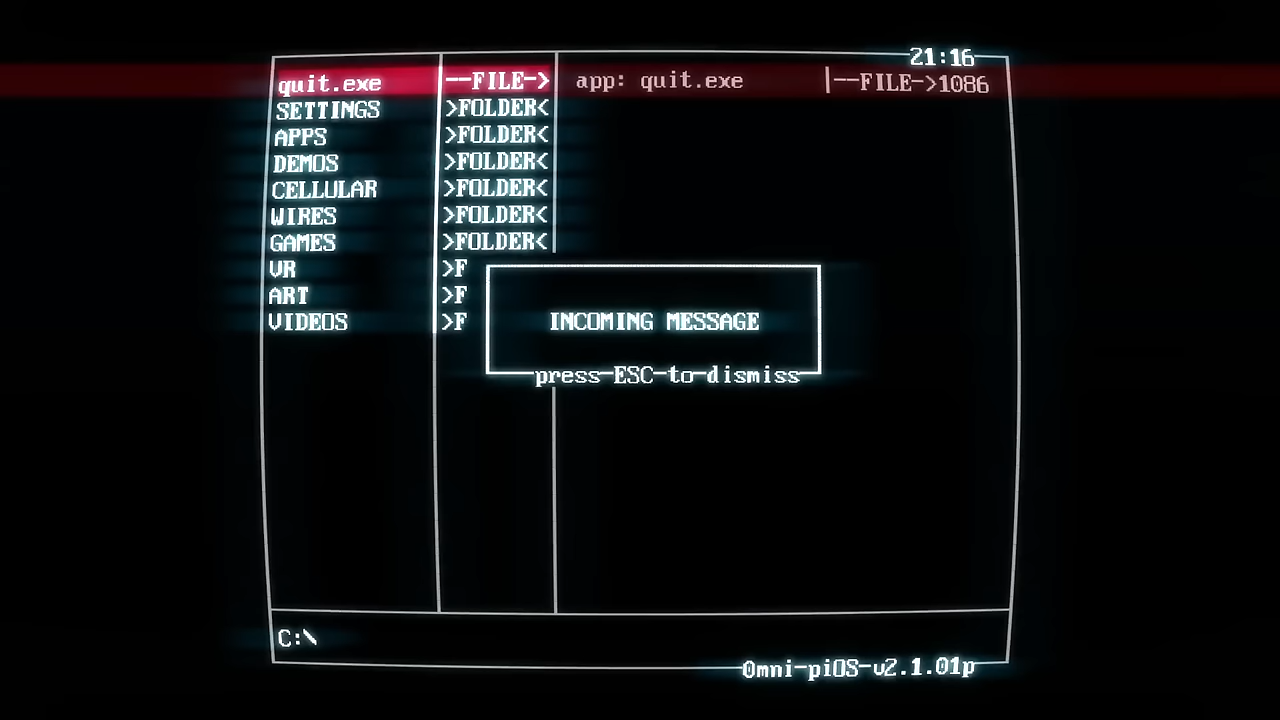 21:16
quit.exe --FILE-> app: quit.exe |--FILE->1086
SETTINGS >FOLDER<
APPS >FOLDER<
DEMOS >FOLDER<
CELLULAR >FOLDER<
WIRES >FOLDER<
GAMES >FOLDER<
VR >F
ART >F
VIDEOS >F
INCOMING MESSAGE
press-ESC-to-dismiss
C:\
Omni-piOS-v2.1.01p